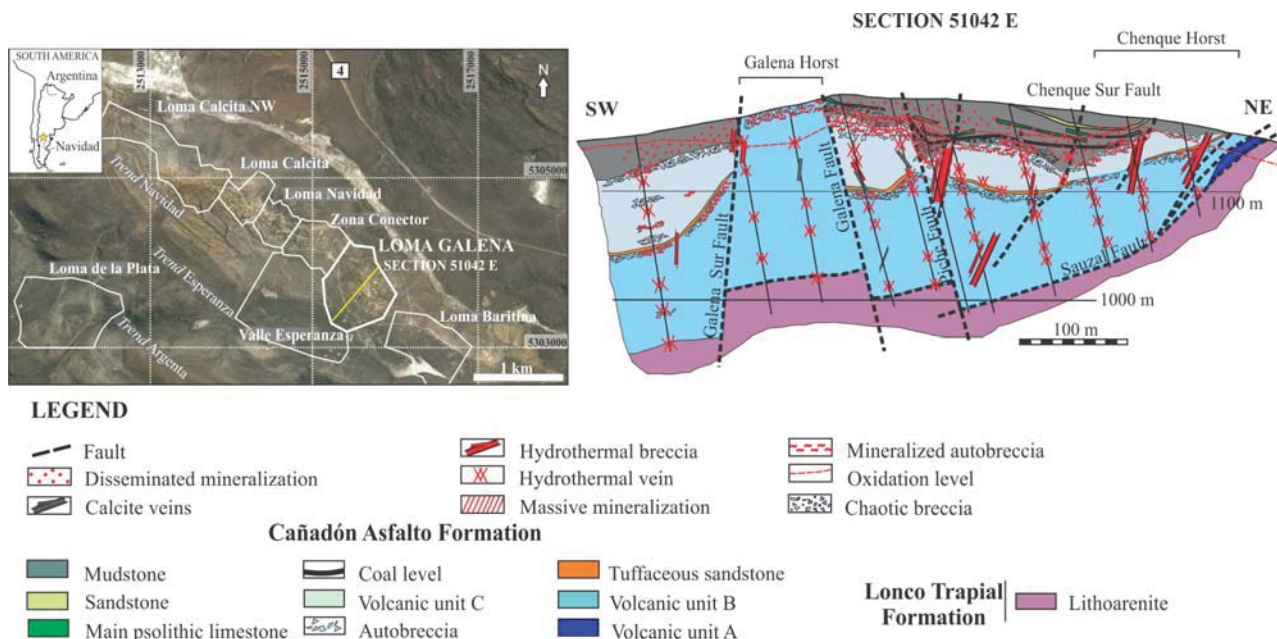 SOUTH AMERICA
Argentina
Navidad
2513000
2515000
2517000
4
N
Loma Calcita NW
Loma Calcita
Trend Navidad
Loma Navidad
Zona Conector
5305000
LOMA GALENA
SECTION 51042 E
Loma de la Plata
Trend Esperanza
Loma Baritina
Trend Argenta
Valle Esperanza
5303000
1 km
SECTION 51042 E
Chenque Horst
Galena Horst
Chenque Sur Fault
SW
NE
Galena Sur Fault
Galena Fault
Fault
Sauzal Fault
1100 m
1000 m
100 m
LEGEND
Fault
Disseminated mineralization
Calcite veins
Hydrothermal breccia
Hydrothermal vein
Massive mineralization
Mineralized autobreccia
Oxidation level
Chaotic breccia
Cañadón Asfalto Formation
Mudstone
Sandstone
Main psolithic limestone
Coal level
Volcanic unit C
Autobreccia
Tuffaceous sandstone
Volcanic unit B
Volcanic unit A
Lonco Trapial
Formation
Lithoarenite